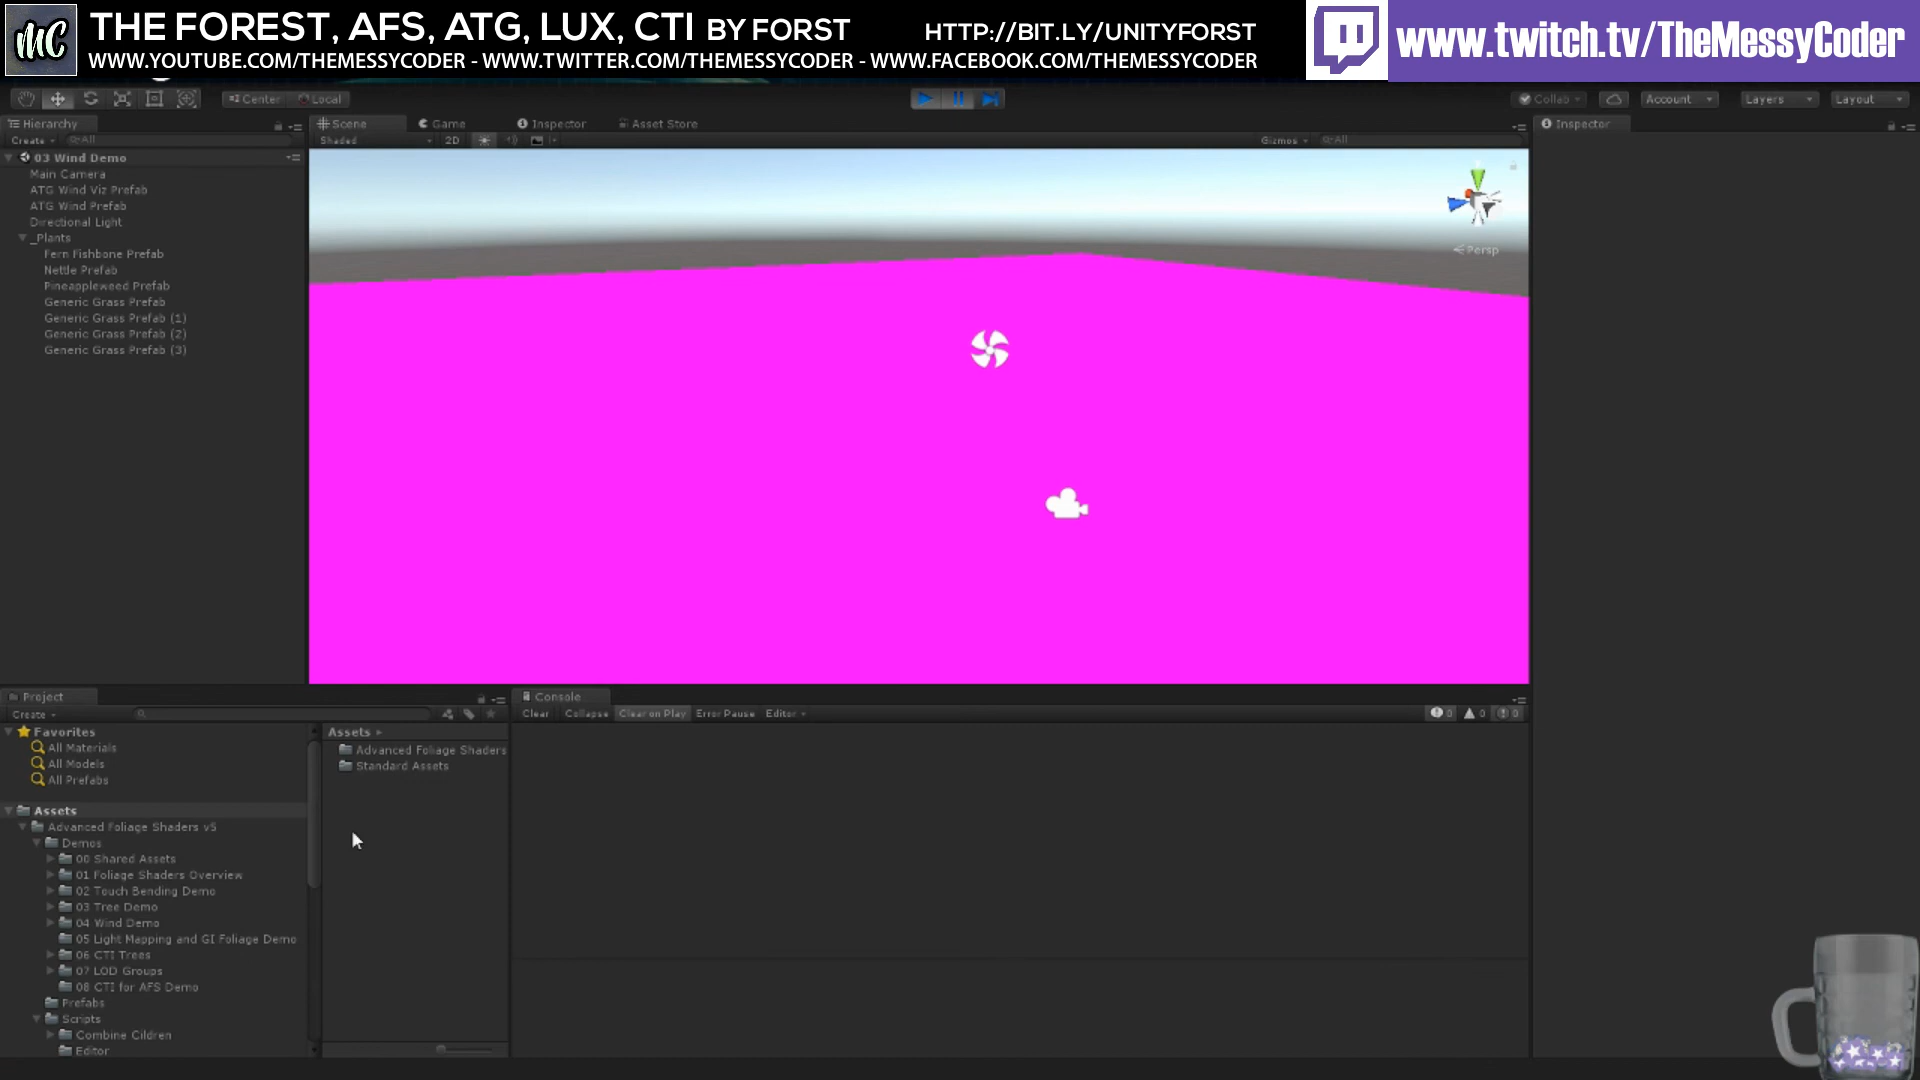 MC
THE FOREST, AFS, ATG, LUX, CTI BY FORST
HTTP://BIT.LY/UNITYFORST
WWW.YOUTUBE.COM/THEMESSYCODER - WWW.TWITTER.COM/THEMESSYCODER - WWW.FACEBOOK.COM/THEMESSYCODER
www.twitch.tv/TheMessyCoder
Center Local
Collab Account Layers Layout
Hierarchy
Create All
03 Wind Demo
Main Camera
ATG Wind Viz Prefab
ATG Wind Prefab
Directional Light
_Plants
Fern Fishbone Prefab
Nettle Prefab
Pineappleweed Prefab
Generic Grass Prefab
Generic Grass Prefab (1)
Generic Grass Prefab (2)
Generic Grass Prefab (3)
Scene Game Inspector Asset Store
Shaded 2D Gizmos All
Persp
Inspector
Project
Create
Favorites
All Materials
All Models
All Prefabs
Assets
Advanced Foliage Shaders v5
Demos
00 Shared Assets
01 Foliage Shaders Overview
02 Touch Bending Demo
03 Tree Demo
04 Wind Demo
05 Light Mapping and GI Foliage Demo
06 CTI Trees
07 LOD Groups
08 CTI for AFS Demo
Prefabs
Scripts
Combine Cildren
Editor
Assets
Advanced Foliage Shaders
Standard Assets
Console
Clear Collapse Clear on Play Error Pause Editor
0 0 0